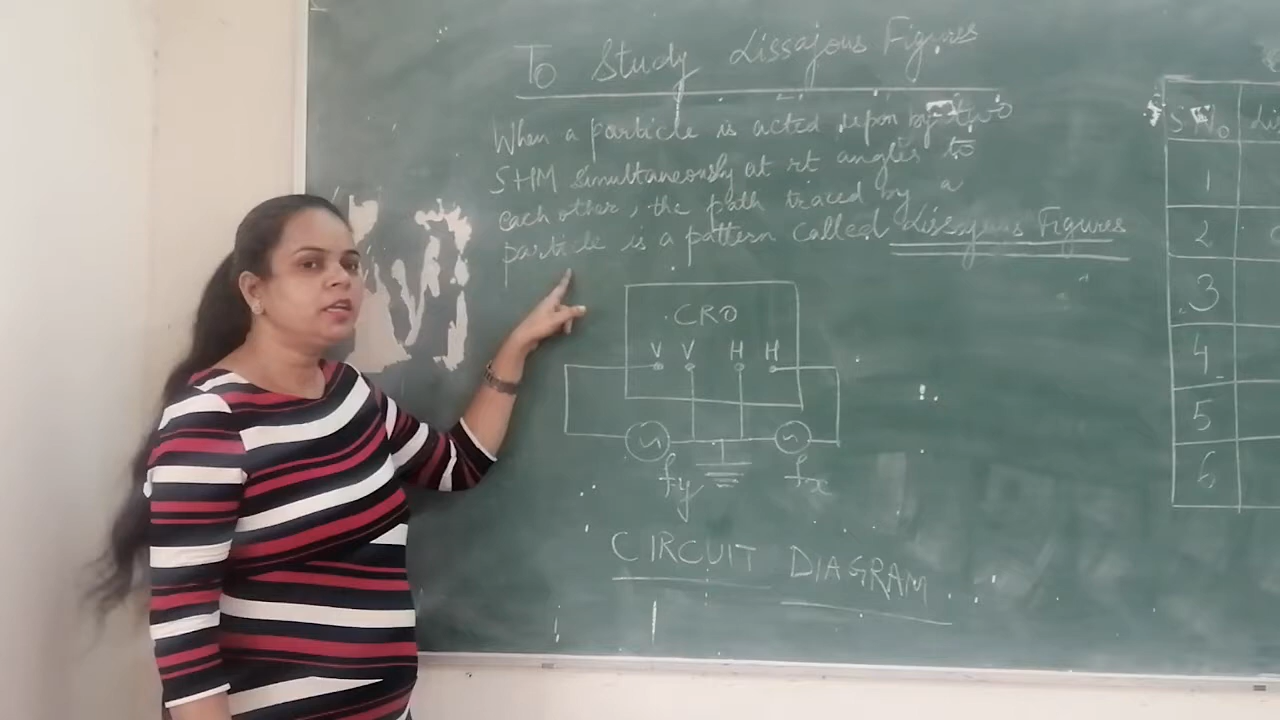 To Study Lissajous Figures
When a particle is acted upon by two
SHM simultaneously at rt angles to
each other, the path traced by a
particle is a pattern called Lissajous Figures
CRO
V V H H
fy fx
CIRCUIT DIAGRAM
S No
1
2
3
4
5
6